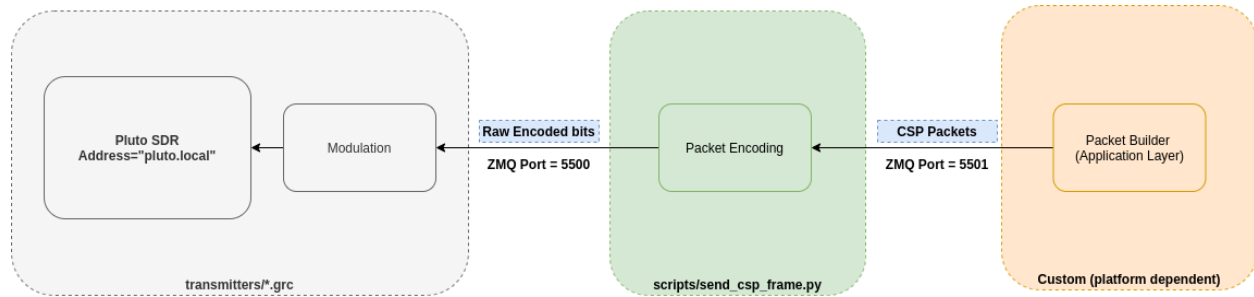 Pluto SDR
Address="pluto.local"
Modulation
Raw Encoded bits
ZMQ Port = 5500
Packet Encoding
CSP Packets
ZMQ Port = 5501
Packet Builder
(Application Layer)
transmitters/*.grc
scripts/send_csp_frame.py
Custom (platform dependent)